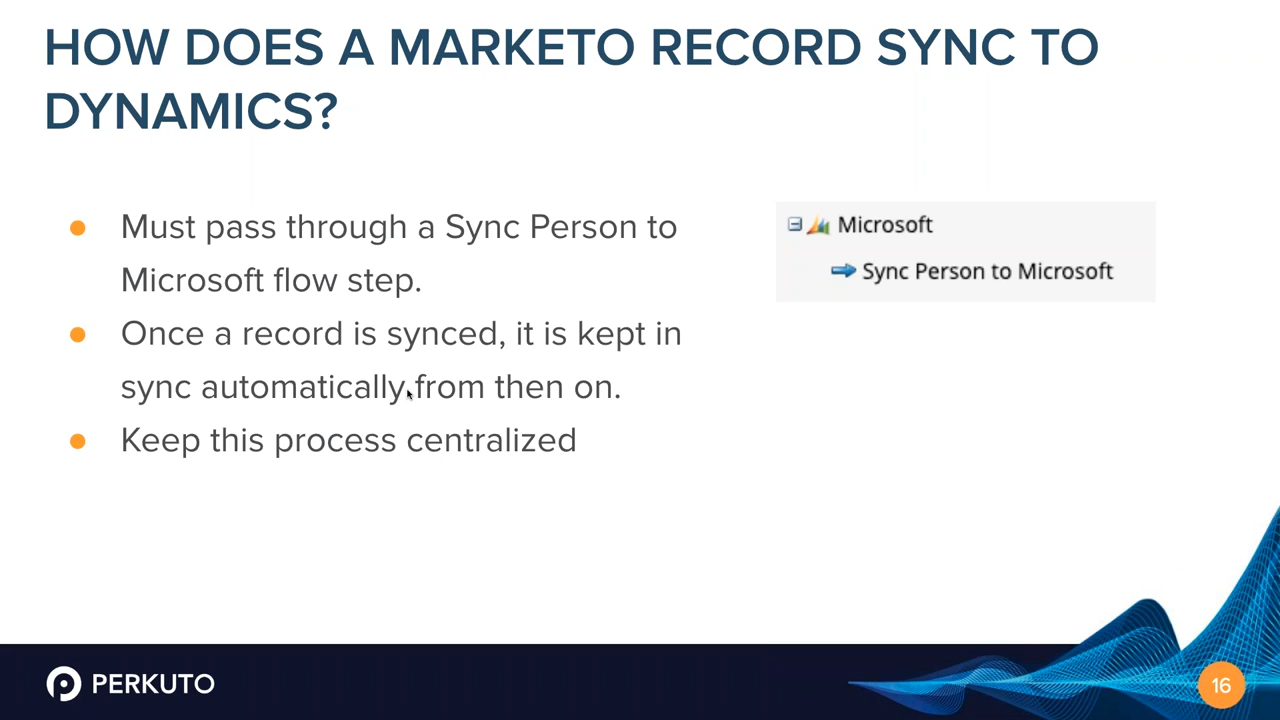 HOW DOES A MARKETO RECORD SYNC TO
DYNAMICS?
Must pass through a Sync Person to
Microsoft flow step.
Once a record is synced, it is kept in
sync automatically from then on.
Keep this process centralized
Microsoft
Sync Person to Microsoft
PERKUTO
16